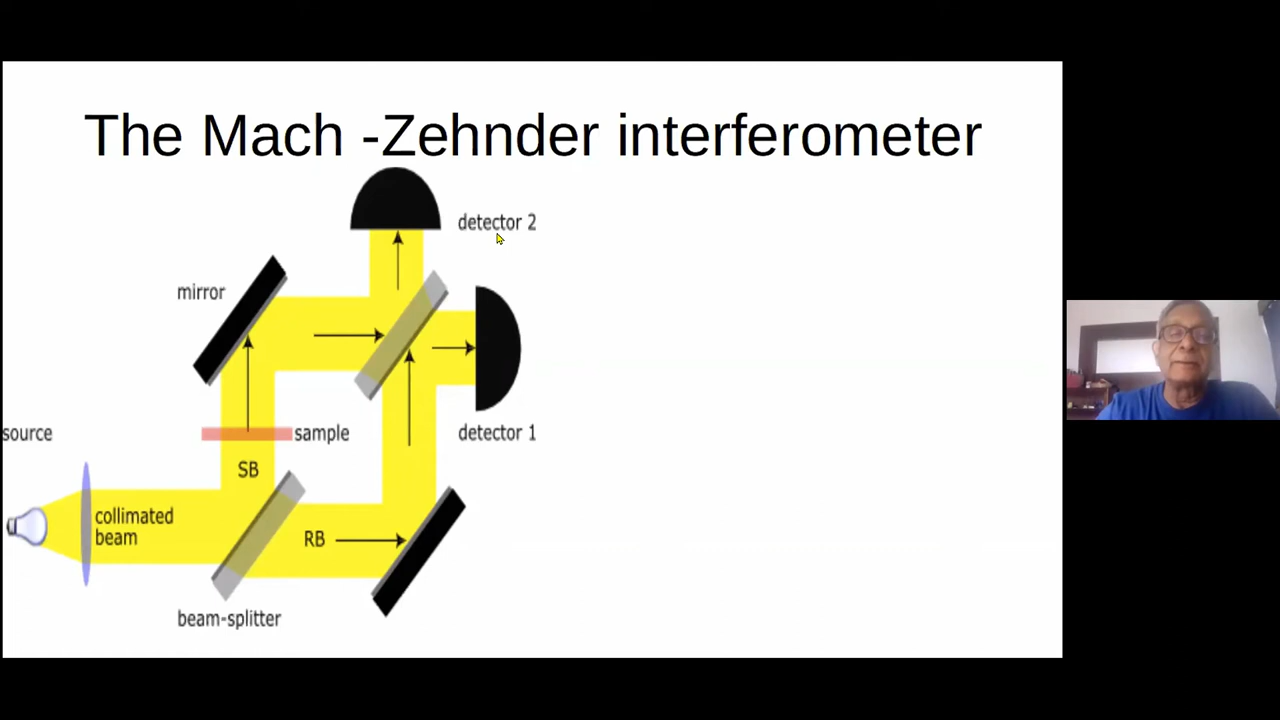 The Mach -Zehnder interferometer
detector 2
mirror
source
sample
detector 1
SB
collimated
beam
RB
beam-splitter